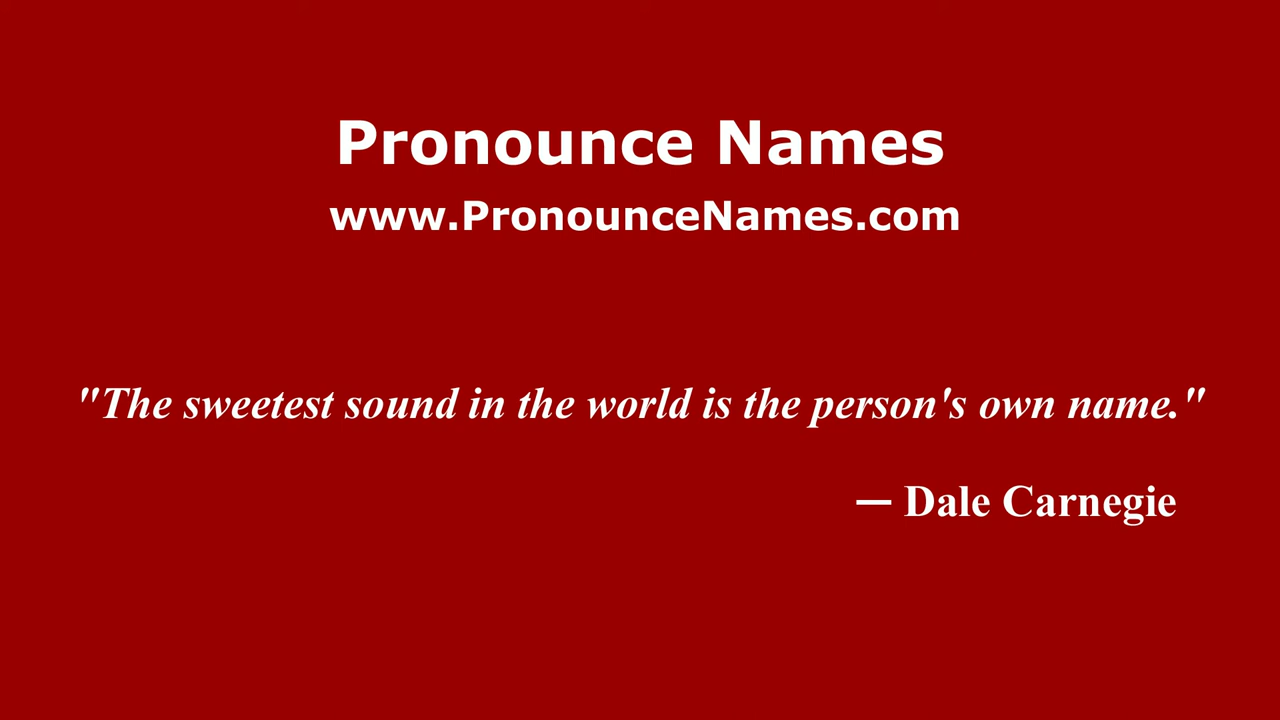 Pronounce Names
www.PronounceNames.com
"The sweetest sound in the world is the person's own name."
— Dale Carnegie